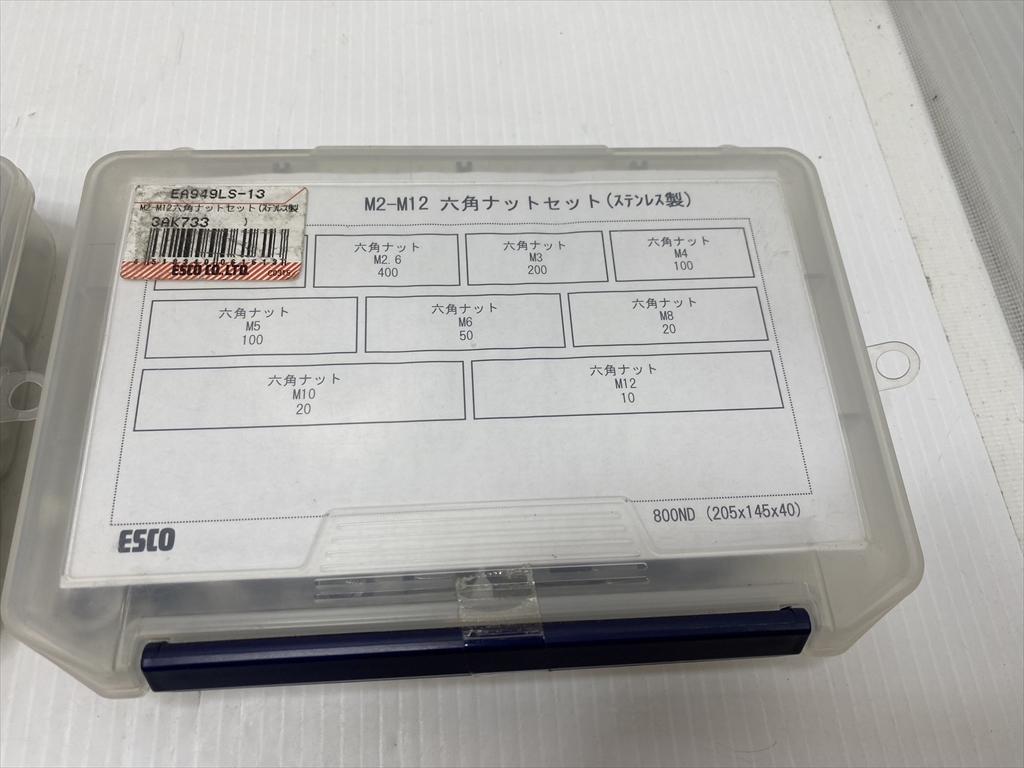 EA949LS-13
M2-M12六角ナットセット(ステンレス製
3AK733
ESCO CO.,LTD.
M2−M12 六角ナットセット(ステンレス製)
六角ナット
M2.6
400
六角ナット
M3
200
六角ナット
M4
100
六角ナット
M5
100
六角ナット
M6
50
六角ナット
M8
20
六角ナット
M10
20
六角ナット
M12
10
800ND (205x145x40)
ESCO